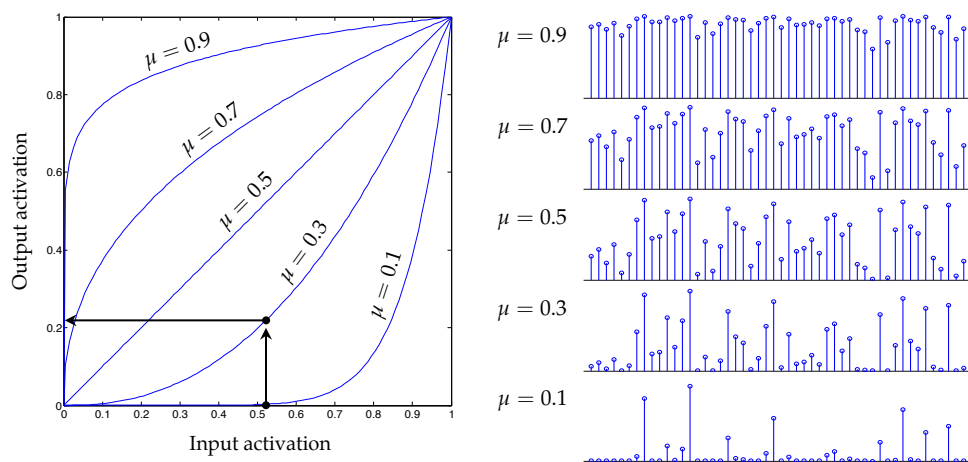 1
0.8
0.6
0.4
0.2
0
0 0.1 0.2 0.3 0.4 0.5 0.6 0.7 0.8 0.9 1
Output activation
Input activation
μ = 0.9
μ = 0.7
μ = 0.5
μ = 0.3
μ = 0.1
μ = 0.9
μ = 0.7
μ = 0.5
μ = 0.3
μ = 0.1